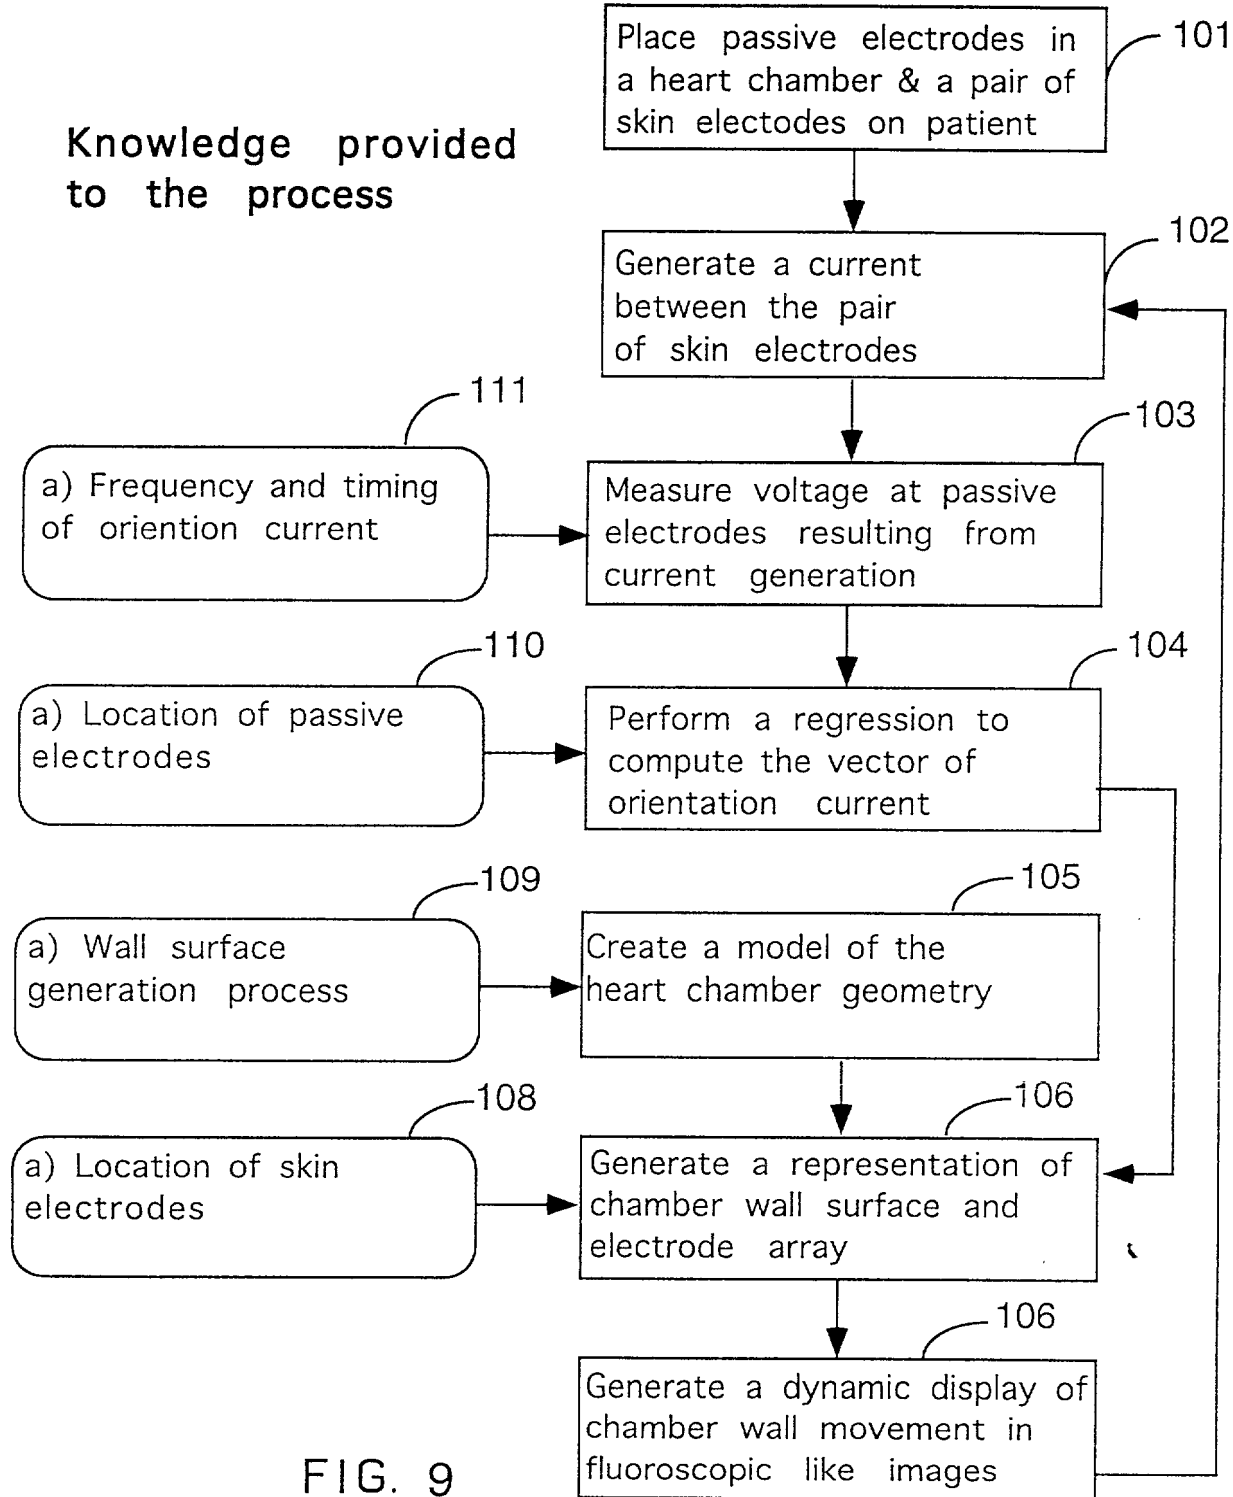 Place passive electrodes in
a heart chamber & a pair of
skin electodes on patient
101
Knowledge provided
to the process
Generate a current
between the pair
of skin electrodes
102
111
a) Frequency and timing
of oriention current
Measure voltage at passive
electrodes resulting from
current generation
103
110
a) Location of passive
electrodes
Perform a regression to
compute the vector of
orientation current
104
109
a) Wall surface
generation process
Create a model of the
heart chamber geometry
105
108
a) Location of skin
electrodes
Generate a representation of
chamber wall surface and
electrode array
106
Generate a dynamic display of
chamber wall movement in
fluoroscopic like images
106
FIG. 9